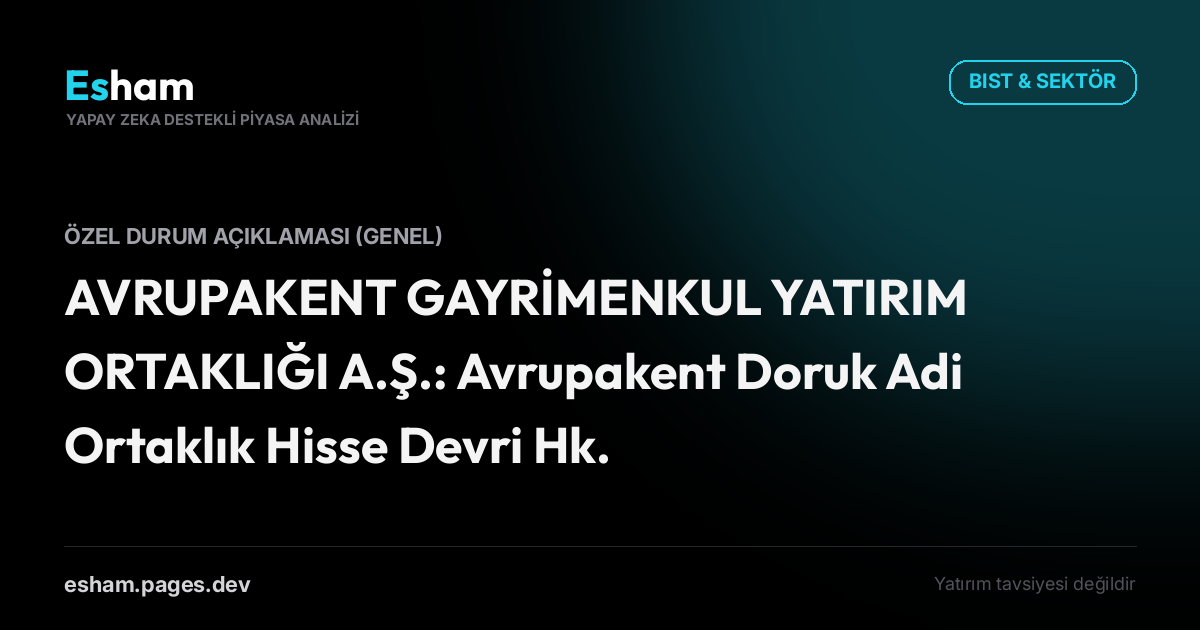 Esham
BIST & SEKTÖR
YAPAY ZEKA DESTEKLİ PİYASA ANALİZİ
ÖZEL DURUM AÇIKLAMASI (GENEL)
AVRUPAKENT GAYRİMENKUL YATIRIM
ORTAKLIĞI A.Ş.: Avrupakent Doruk Adi
Ortaklık Hisse Devri Hk.
esham.pages.dev
Yatırım tavsiyesi değildir